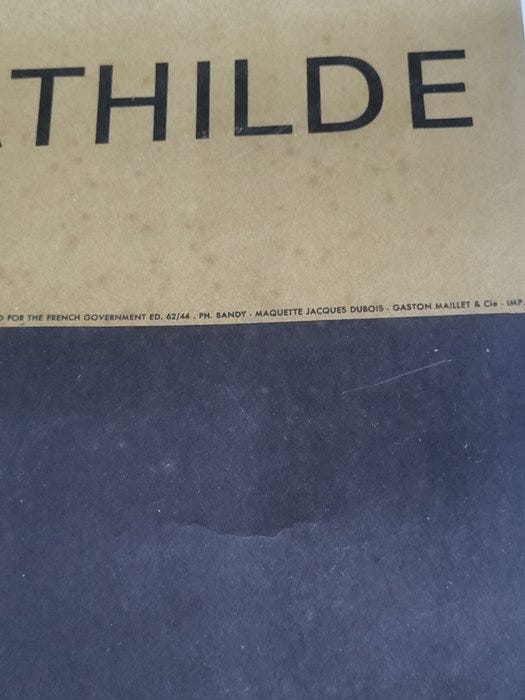 ATHILDE
D FOR THE FRENCH GOVERNMENT ED. 62/44 . PH. BANDY - MAQUETTE JACQUES DUBOIS - GASTON MAILLET & Cie - IMP.